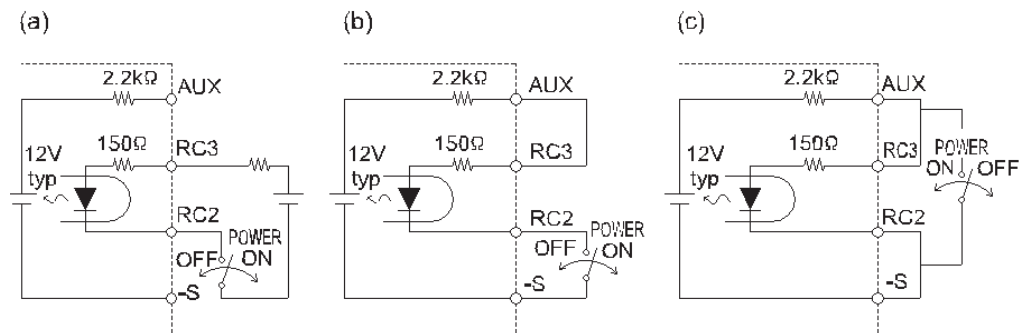 (a)
2.2kΩ
AUX
150Ω
RC3
12V
typ
RC2
POWER
OFF
ON
-S
(b)
2.2kΩ
AUX
150Ω
RC3
12V
typ
RC2
POWER
OFF
ON
-S
(c)
2.2kΩ
AUX
150Ω
RC3
12V
typ
POWER
ON
OFF
RC2
-S